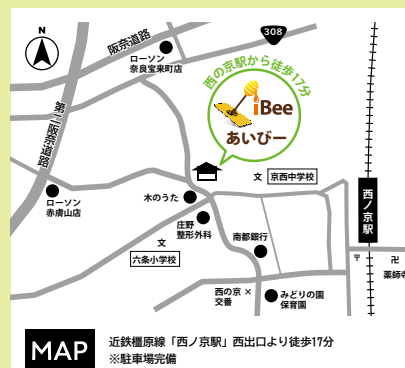 N
阪奈道路
308
ローソン
奈良宝来町店
西の京駅から徒歩17分
iBee
あいびー
第二阪奈道路
文 京西中学校
西ノ京駅
ローソン
赤膚山店
木のうた
庄野
整形外科
文
六条小学校
南都銀行
〒
卍
薬師寺
西の京 ×
交番
みどりの園
保育園
MAP
近鉄橿原線「西ノ京駅」西出口より徒歩17分
※駐車場完備